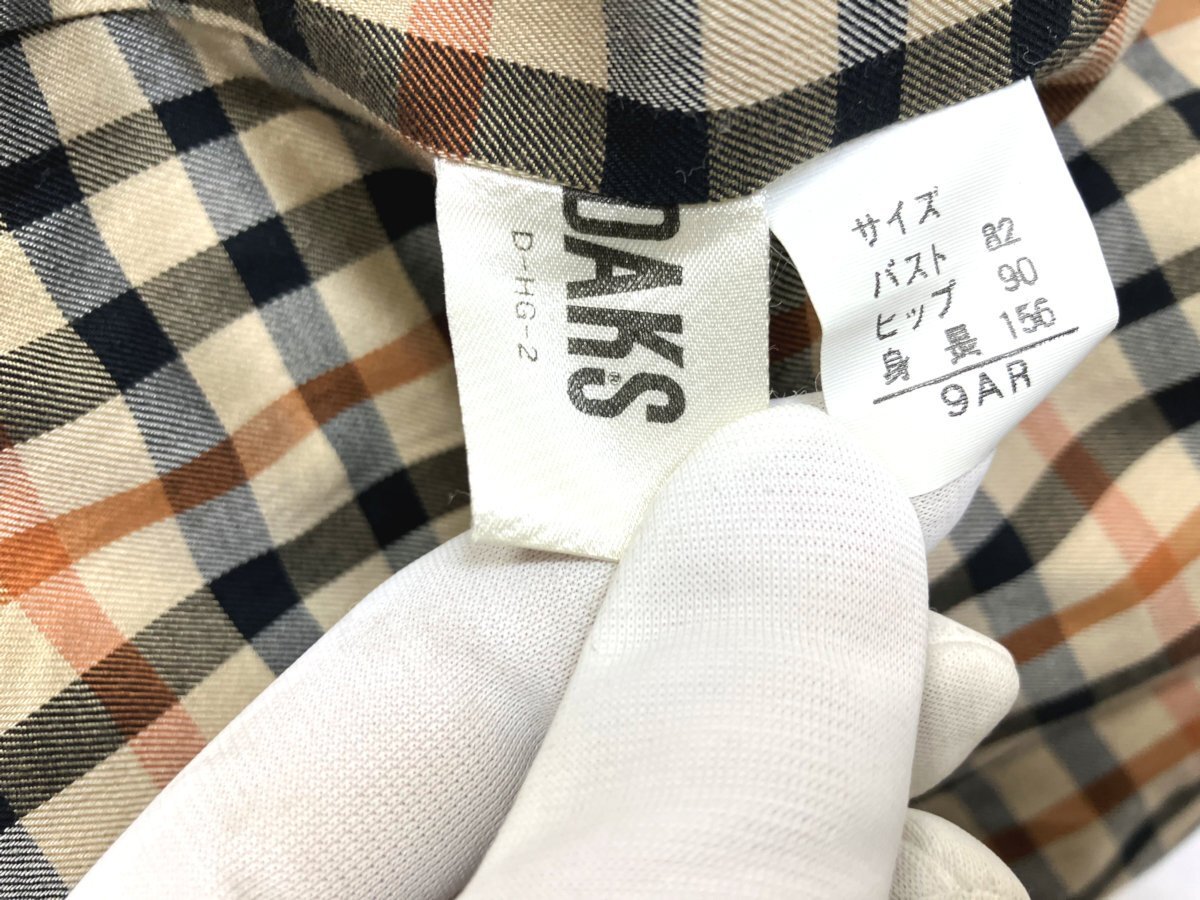 DAKS
D-HG-2
サイズ
バスト 82
ヒップ 90
身長 156
9AR